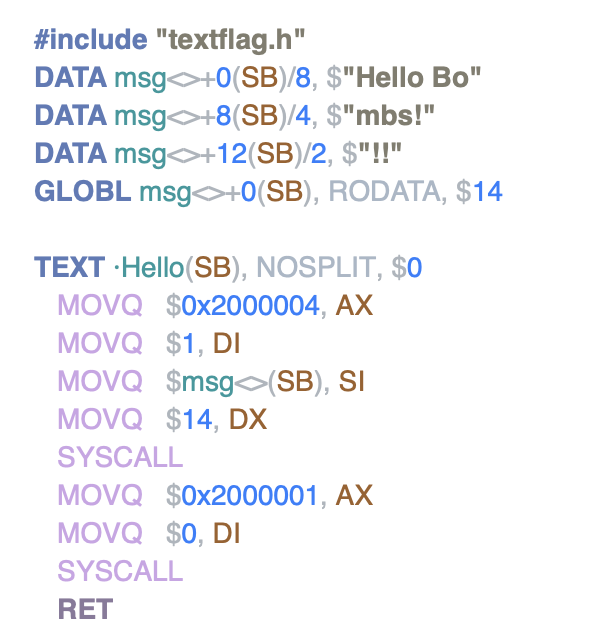 #include "textflag.h"
DATA msg<>+0(SB)/8, $"Hello Bo"
DATA msg<>+8(SB)/4, $"mbs!"
DATA msg<>+12(SB)/2, $"!!"
GLOBL msg<>+0(SB), RODATA, $14
TEXT ·Hello(SB), NOSPLIT, $0
MOVQ $0x2000004, AX
MOVQ $1, DI
MOVQ $msg<>(SB), SI
MOVQ $14, DX
SYSCALL
MOVQ $0x2000001, AX
MOVQ $0, DI
SYSCALL
RET